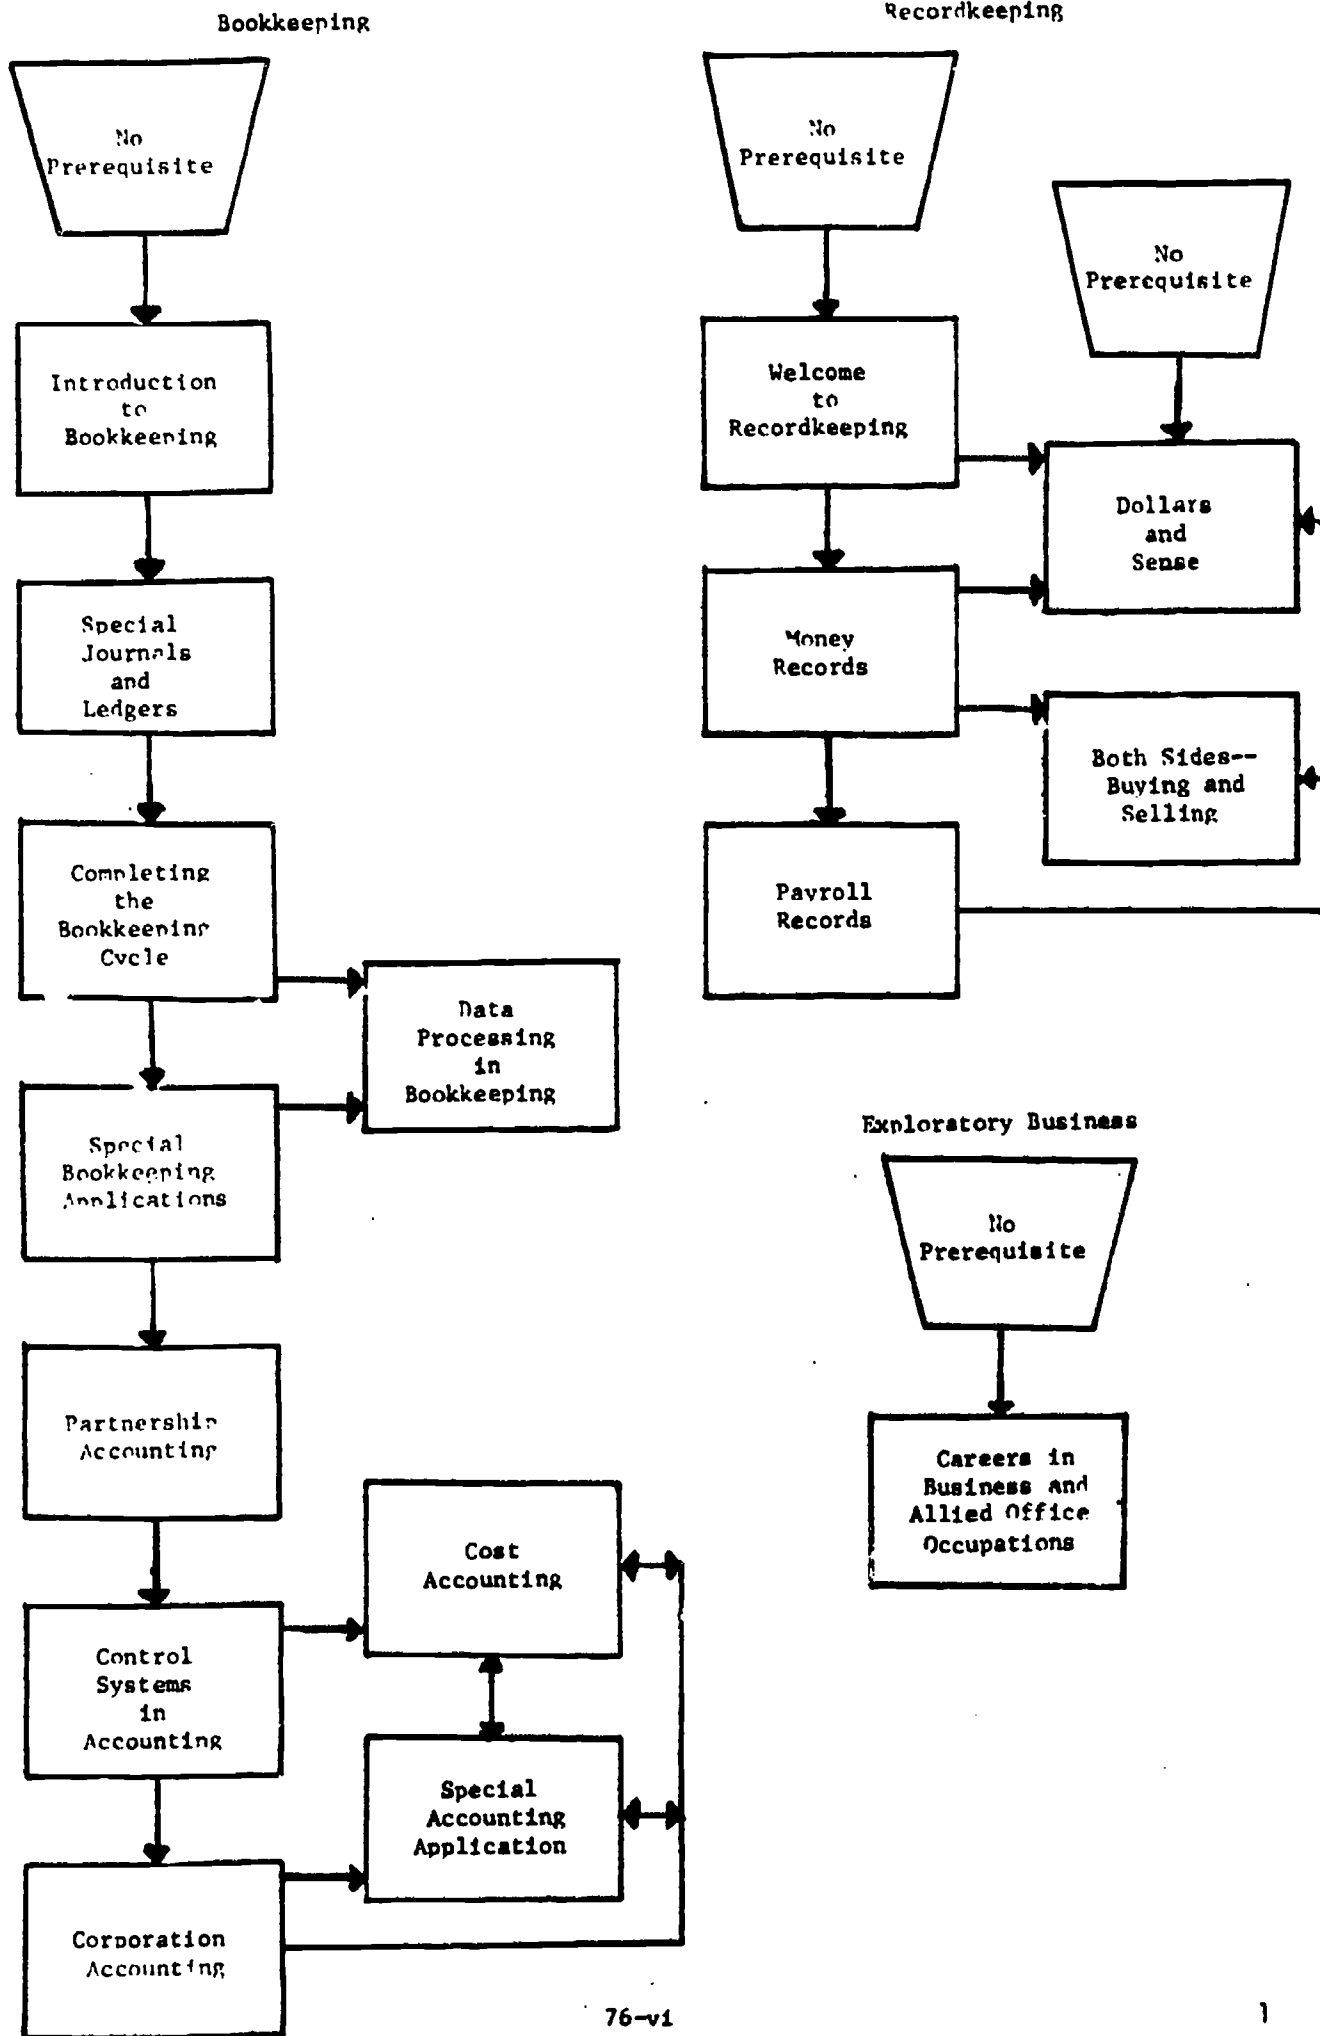 Bookkeeping
No
Prerequisite
Introduction
to
Bookkeeping
Special
Journals
and
Ledgers
Completing
the
Bookkeeping
Cycle
Data
Processing
in
Bookkeeping
Special
Bookkeeping
Applications
Partnership
Accounting
Cost
Accounting
Control
Systems
in
Accounting
Special
Accounting
Application
Corporation
Accounting
Recordkeeping
No
Prerequisite
No
Prerequisite
Welcome
to
Recordkeeping
Dollars
and
Sense
Money
Records
Both Sides--
Buying and
Selling
Payroll
Records
Exploratory Business
No
Prerequisite
Careers in
Business and
Allied Office
Occupations
76-vi
1